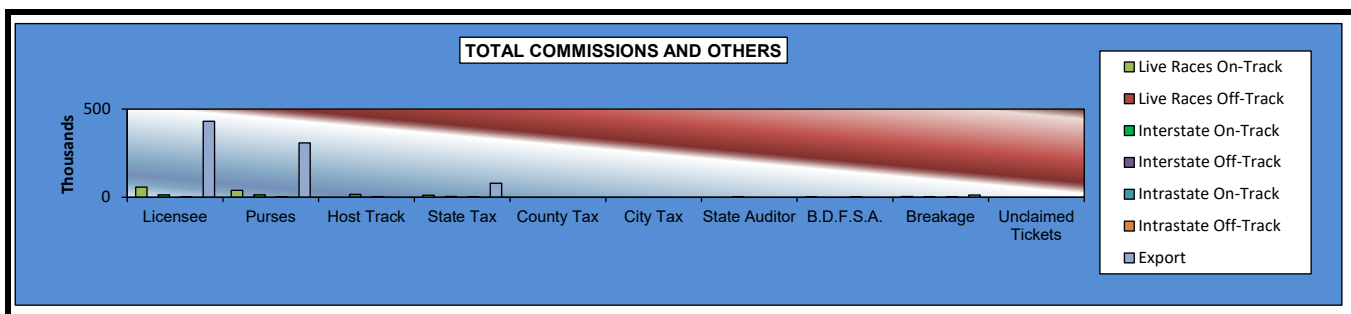 TOTAL COMMISSIONS AND OTHERS
Thousands
500
0
Licensee Purses Host Track State Tax County Tax City Tax State Auditor B.D.F.S.A. Breakage Unclaimed
Tickets
Live Races On-Track
Live Races Off-Track
Interstate On-Track
Interstate Off-Track
Intrastate On-Track
Intrastate Off-Track
Export